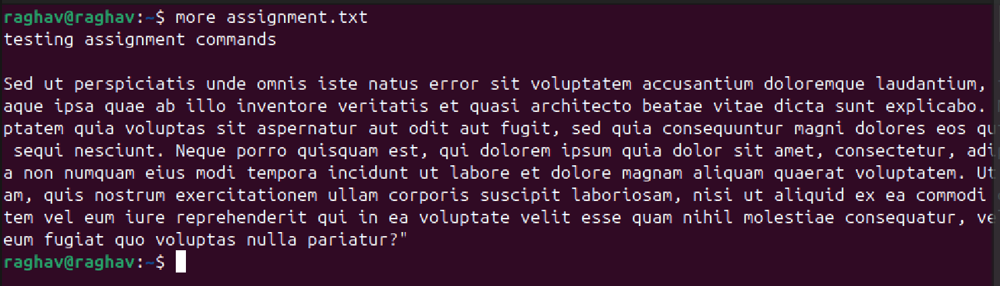 raghav@raghav:~$ more assignment.txt
testing assignment commands
Sed ut perspiciatis unde omnis iste natus error sit voluptatem accusantium doloremque laudantium,
aque ipsa quae ab illo inventore veritatis et quasi architecto beatae vitae dicta sunt explicabo.
ptatem quia voluptas sit aspernatur aut odit aut fugit, sed quia consequuntur magni dolores eos qu
sequi nesciunt. Neque porro quisquam est, qui dolorem ipsum quia dolor sit amet, consectetur, adi
a non numquam eius modi tempora incidunt ut labore et dolore magnam aliquam quaerat voluptatem. Ut
am, quis nostrum exercitationem ullam corporis suscipit laboriosam, nisi ut aliquid ex ea commodi
tem vel eum iure reprehenderit qui in ea voluptate velit esse quam nihil molestiae consequatur, ve
eum fugiat quo voluptas nulla pariatur?"
raghav@raghav:~$